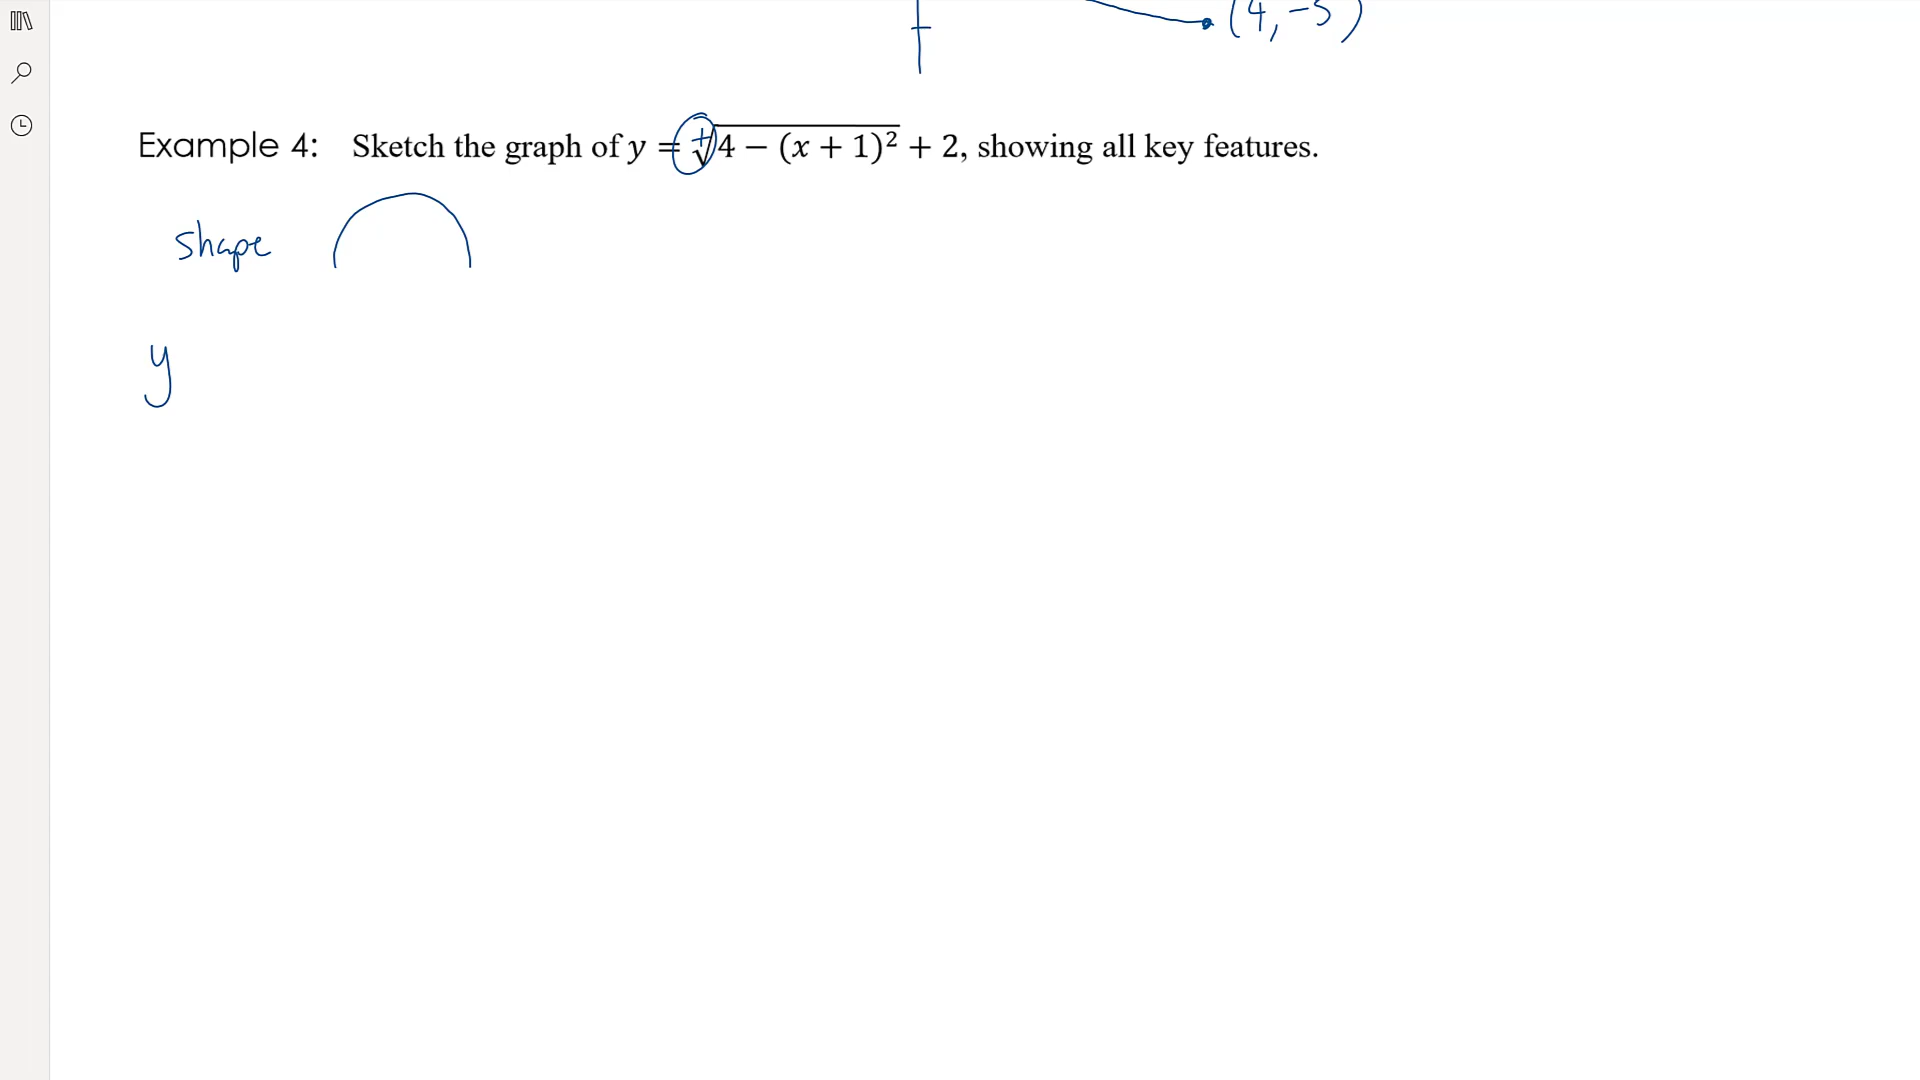 (4, -5)
Example 4: Sketch the graph of y = +√4 − (x + 1)² + 2, showing all key features.
shape
y